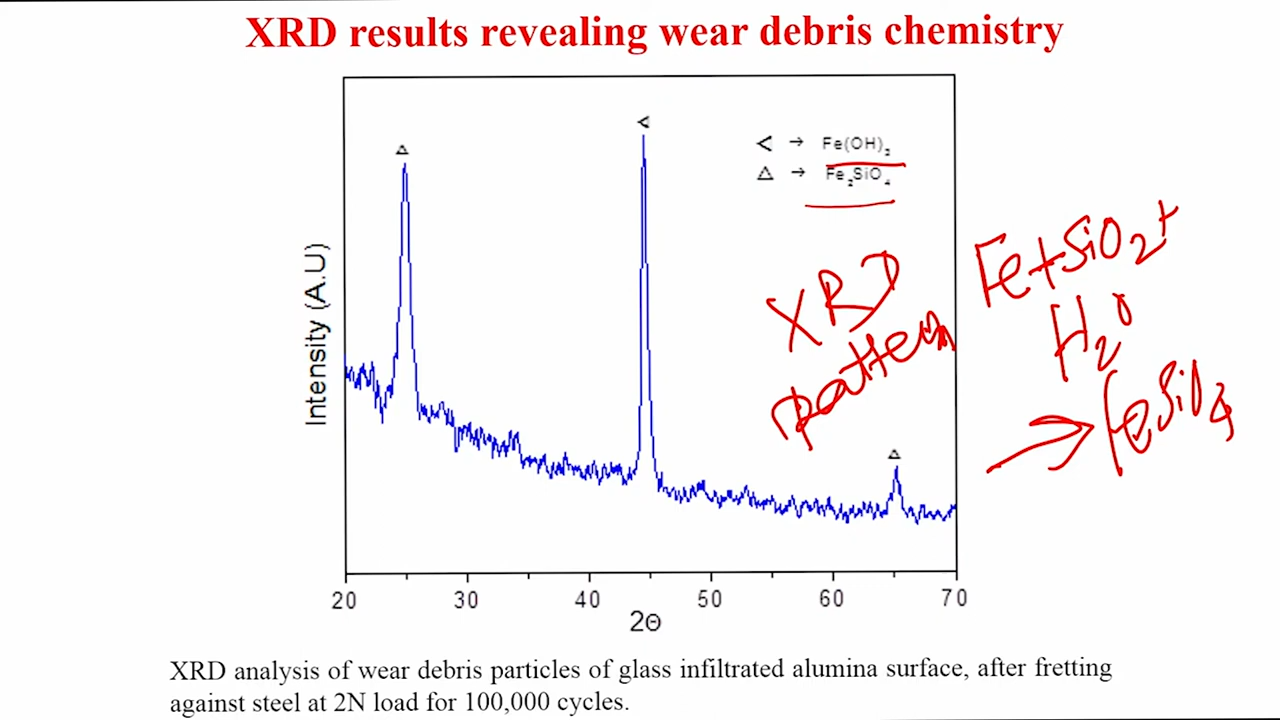 XRD results revealing wear debris chemistry
< → Fe(OH)₃
△ → Fe₂SiO₄
Fe+SiO₂+
H₂O
→ FeSiO₄
XRD
pattern
Intensity (A.U)
20 30 40 50 60 70
2Θ
XRD analysis of wear debris particles of glass infiltrated alumina surface, after fretting
against steel at 2N load for 100,000 cycles.